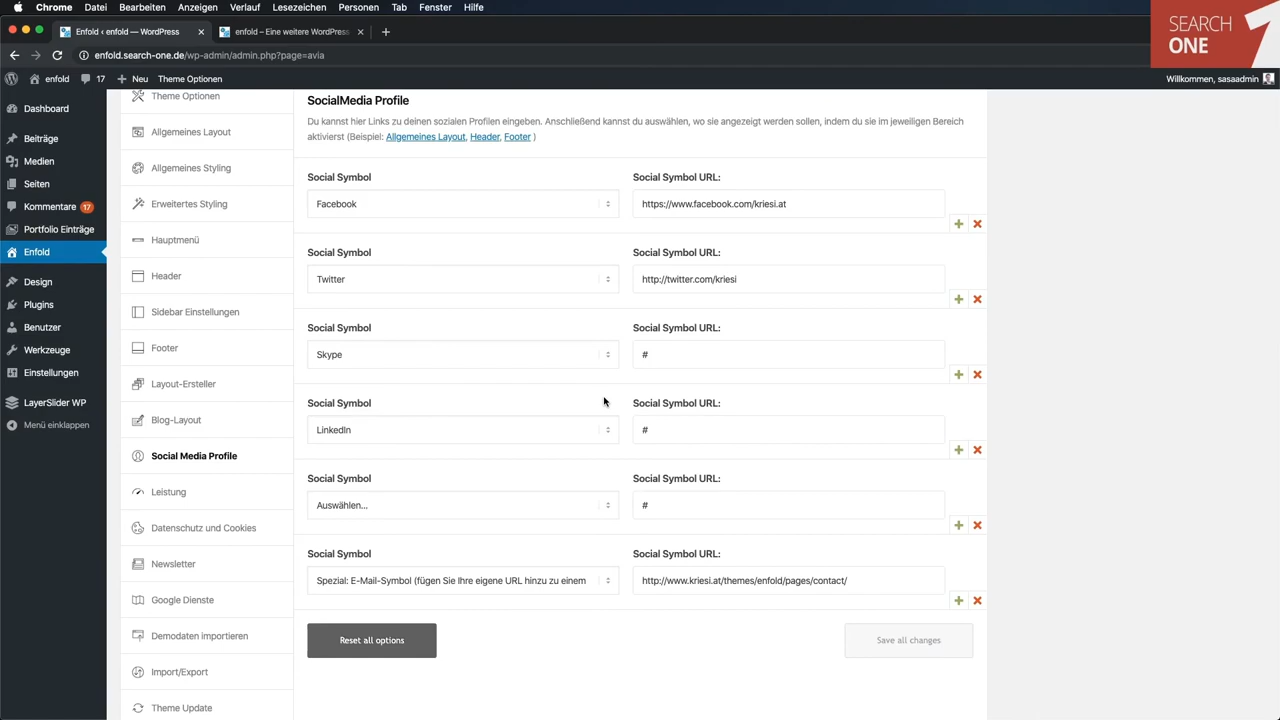 Chrome Datei Bearbeiten Anzeigen Verlauf Lesezeichen Personen Tab Fenster Hilfe
SEARCH
ONE
Enfold ‹ enfold — WordPress
enfold – Eine weitere WordPress
enfold.search-one.de/wp-admin/admin.php?page=avia
enfold 17 Neu Theme Optionen Willkommen, sasaadmin
Dashboard
Beiträge
Medien
Seiten
Kommentare 17
Portfolio Einträge
Enfold
Design
Plugins
Benutzer
Werkzeuge
Einstellungen
LayerSlider WP
Menü einklappen
Theme Optionen
Allgemeines Layout
Allgemeines Styling
Erweitertes Styling
Hauptmenü
Header
Sidebar Einstellungen
Footer
Layout-Ersteller
Blog-Layout
Social Media Profile
Leistung
Datenschutz und Cookies
Newsletter
Google Dienste
Demodaten importieren
Import/Export
Theme Update
SocialMedia Profile
Du kannst hier Links zu deinen sozialen Profilen eingeben. Anschließend kannst du auswählen, wo sie angezeigt werden sollen, indem du sie im jeweiligen Bereich
aktivierst (Beispiel: Allgemeines Layout, Header, Footer )
Social Symbol Social Symbol URL:
Facebook https://www.facebook.com/kriesi.at
Social Symbol Social Symbol URL:
Twitter http://twitter.com/kriesi
Social Symbol Social Symbol URL:
Skype #
Social Symbol Social Symbol URL:
LinkedIn #
Social Symbol Social Symbol URL:
Auswählen... #
Social Symbol Social Symbol URL:
Spezial: E-Mail-Symbol (fügen Sie Ihre eigene URL hinzu zu einem http://www.kriesi.at/themes/enfold/pages/contact/
Reset all options Save all changes